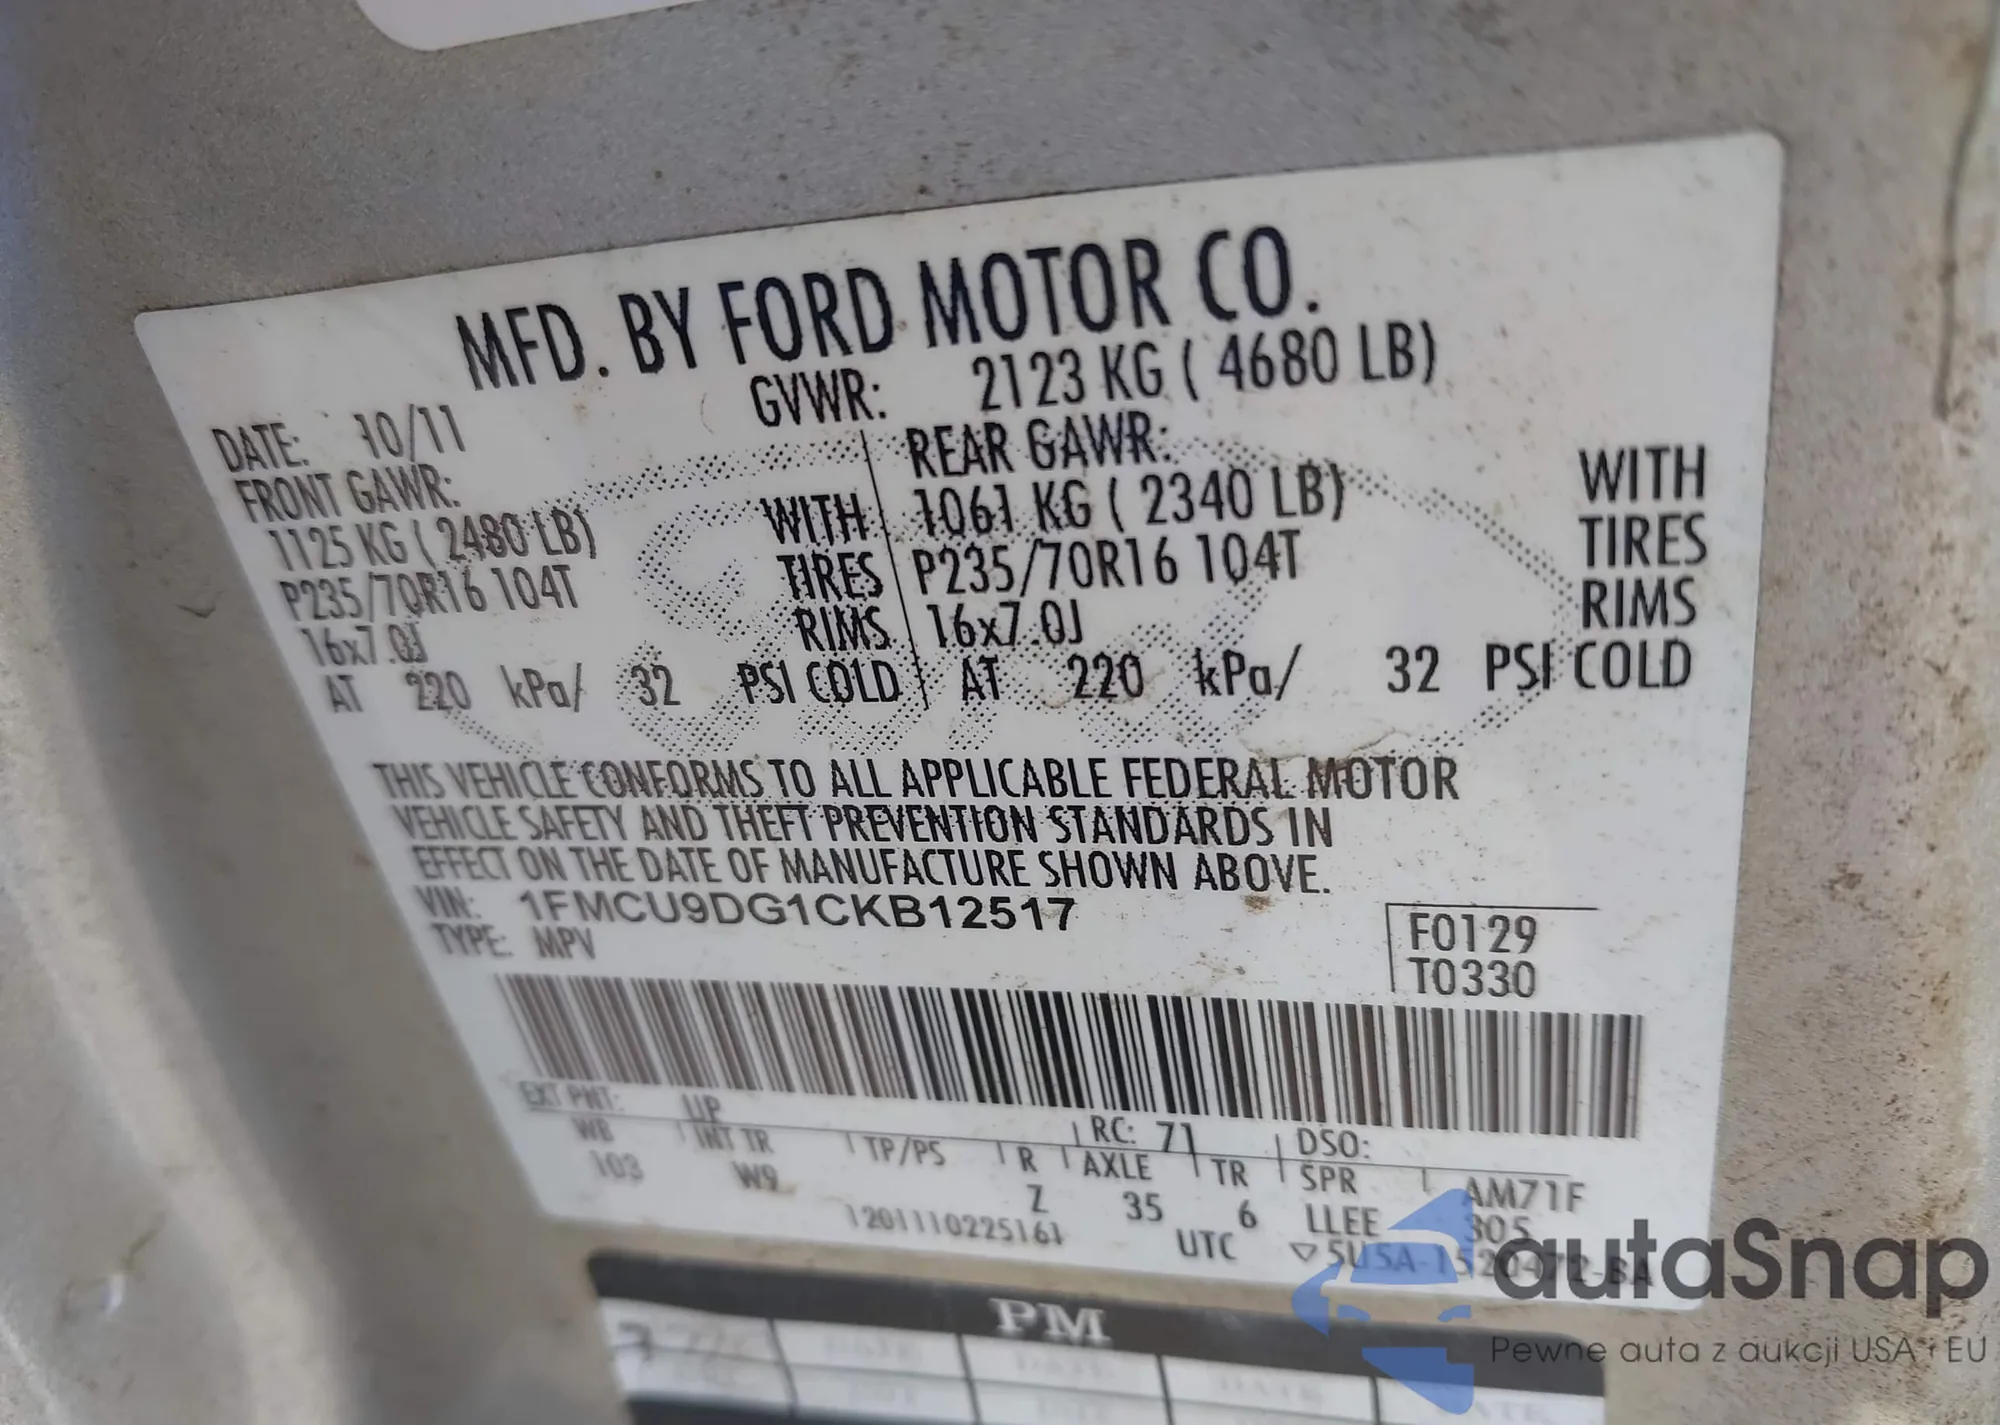 MFD. BY FORD MOTOR CO.
DATE: 10/11 GVWR: 2123 KG ( 4680 LB)
FRONT GAWR: REAR GAWR:
1125 KG ( 2480 LB) WITH 1061 KG ( 2340 LB) WITH
P235/70R16 104T TIRES P235/70R16 104T TIRES
16x7.0J RIMS 16x7.0J RIMS
AT 220 kPa/ 32 PSI COLD AT 220 kPa/ 32 PSI COLD
THIS VEHICLE CONFORMS TO ALL APPLICABLE FEDERAL MOTOR
VEHICLE SAFETY AND THEFT PREVENTION STANDARDS IN
EFFECT ON THE DATE OF MANUFACTURE SHOWN ABOVE.
VIN: 1FMCU9DG1CKB12517
TYPE: MPV
F0129
T0330
EXT PNT: UP RC: 71 DSO:
WB INT TR TP/PS R AXLE TR SPR AM71F
103 W9 Z 35 6 LLEE 305
1201110225161 UTC ▽5U5A-1520472-BA
PM
autaSnap
Pewne auta z aukcji USA i EU